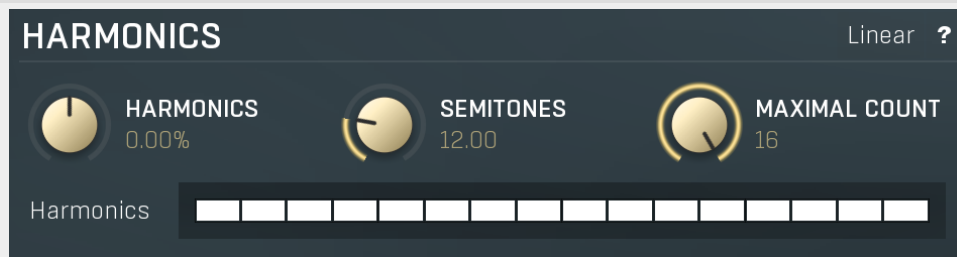 HARMONICS
Linear ?
HARMONICS
0.00%
SEMITONES
12.00
MAXIMAL COUNT
16
Harmonics